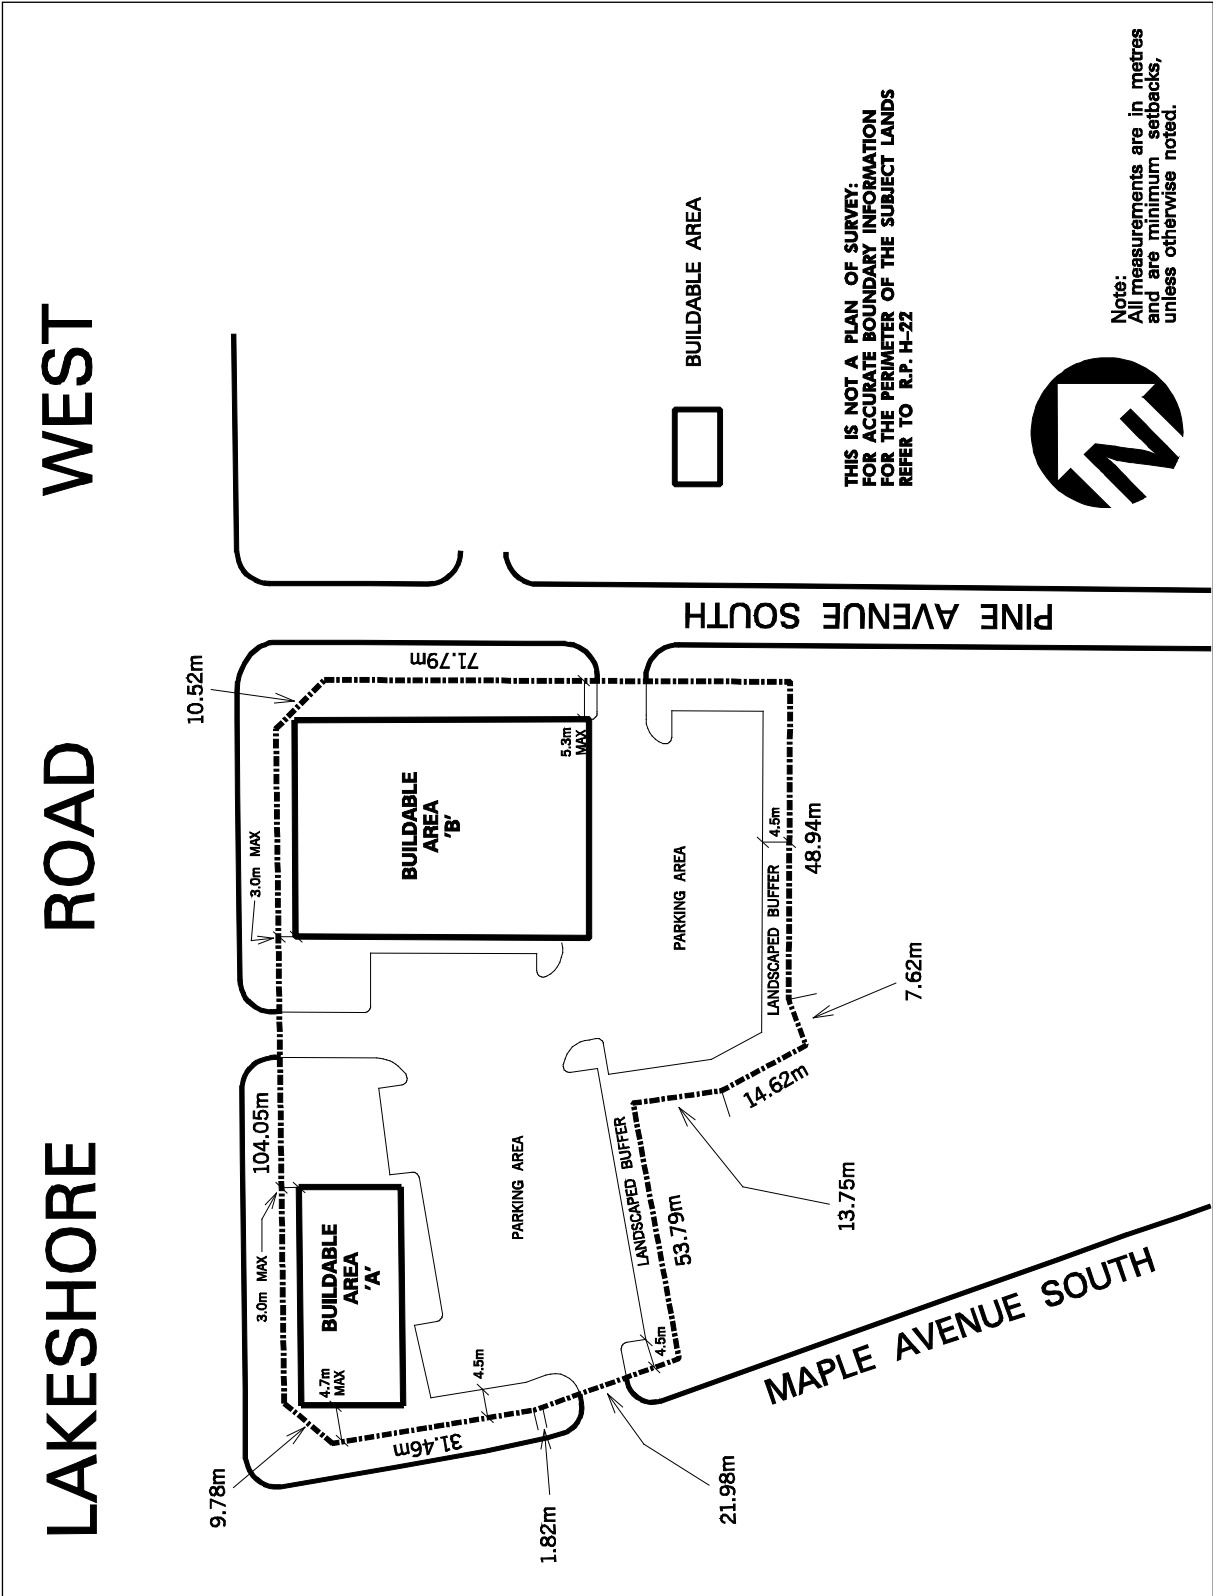 LAKESHORE ROAD WEST
10.52m
71.79m
3.0m MAX
5.3m
MAX
BUILDABLE
AREA
'B'
PARKING AREA
4.5m
LANDSCAPED BUFFER
48.94m
7.62m
14.62m
13.75m
104.05m
3.0m MAX
BUILDABLE
AREA
'A'
4.7m
MAX
PARKING AREA
LANDSCAPED BUFFER
53.79m
4.5m
4.5m
31.46m
9.78m
1.82m
21.98m
PINE AVENUE SOUTH
MAPLE AVENUE SOUTH
BUILDABLE AREA
THIS IS NOT A PLAN OF SURVEY:
FOR ACCURATE BOUNDARY INFORMATION
FOR THE PERIMETER OF THE SUBJECT LANDS
REFER TO R.P. H-22
N
Note:
All measurements are in metres
and are minimum setbacks,
unless otherwise noted.